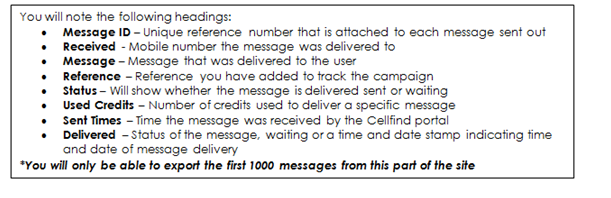 You will note the following headings:
• Message ID – Unique reference number that is attached to each message sent out
• Received - Mobile number the message was delivered to
• Message – Message that was delivered to the user
• Reference – Reference you have added to track the campaign
• Status – Will show whether the message is delivered sent or waiting
• Used Credits – Number of credits used to deliver a specific message
• Sent Times – Time the message was received by the Cellfind portal
• Delivered – Status of the message, waiting or a time and date stamp indicating time
and date of message delivery
*You will only be able to export the first 1000 messages from this part of the site